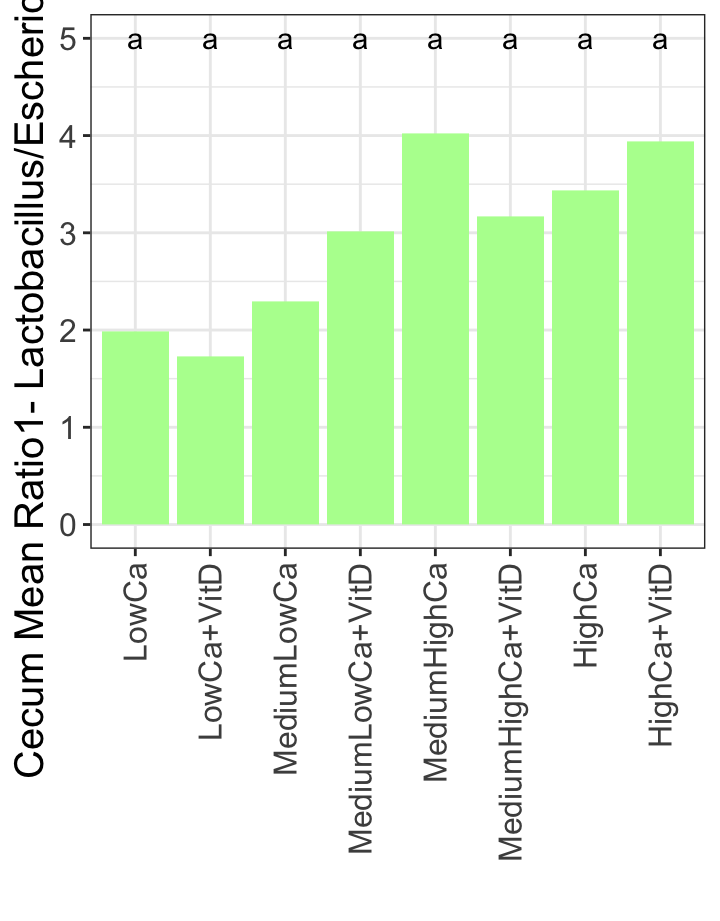 Cecum Mean Ratio1- Lactobacillus/Escheric
5
4
3
2
1
0
a a a a a a a a
LowCa
LowCa+VitD
MediumLowCa
MediumLowCa+VitD
MediumHighCa
MediumHighCa+VitD
HighCa
HighCa+VitD